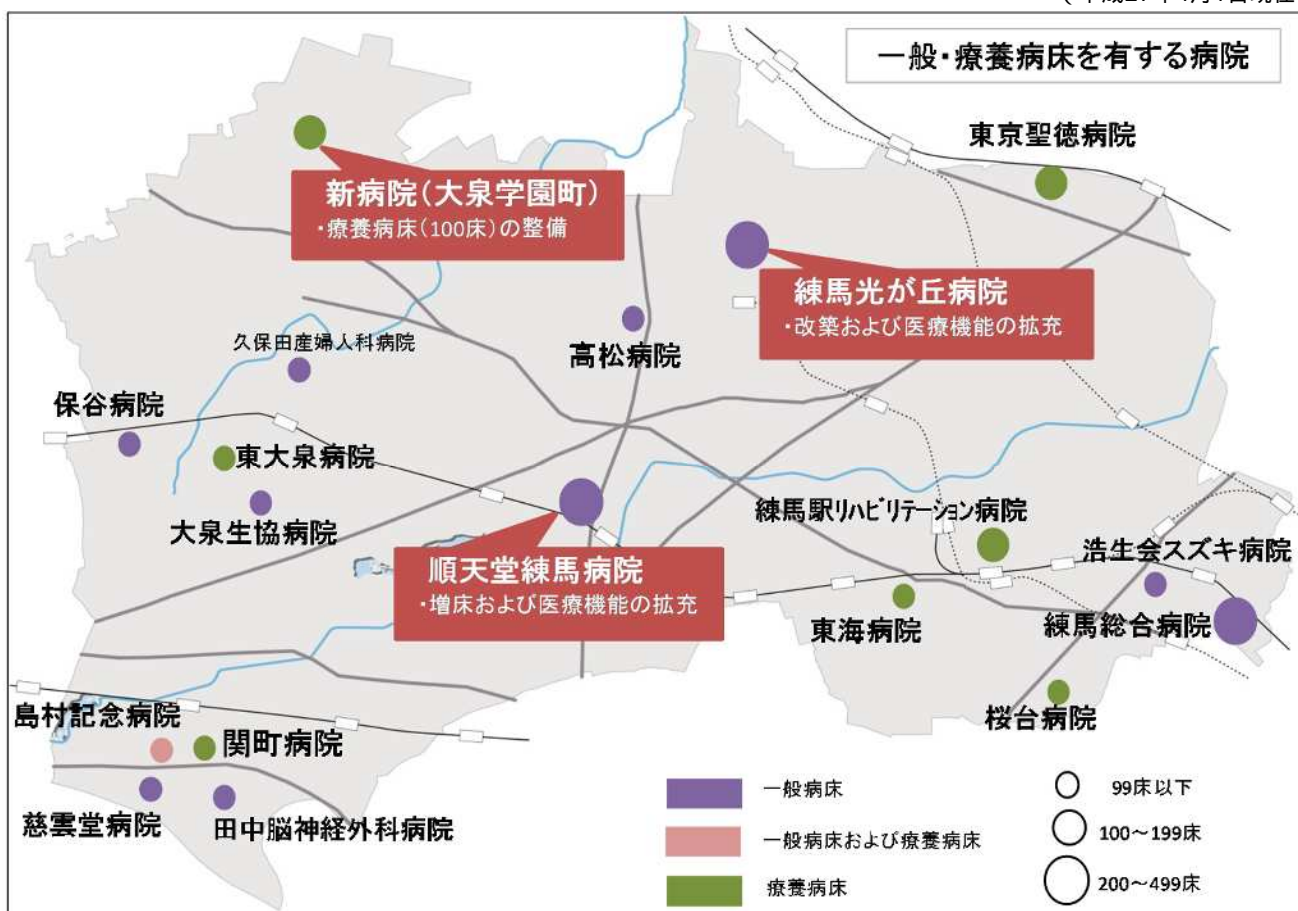 一般・療養病床を有する病院
東京聖徳病院
新病院(大泉学園町)
・療養病床(100床)の整備
練馬光が丘病院
・改築および医療機能の拡充
高松病院
久保田産婦人科病院
保谷病院
東大泉病院
大泉生協病院
練馬駅リハビリテーション病院
順天堂練馬病院
・増床および医療機能の拡充
浩生会スズキ病院
東海病院
練馬総合病院
桜台病院
島村記念病院
関町病院
慈雲堂病院
田中脳神経外科病院
一般病床
99床以下
一般病床および療養病床
100～199床
療養病床
200～499床